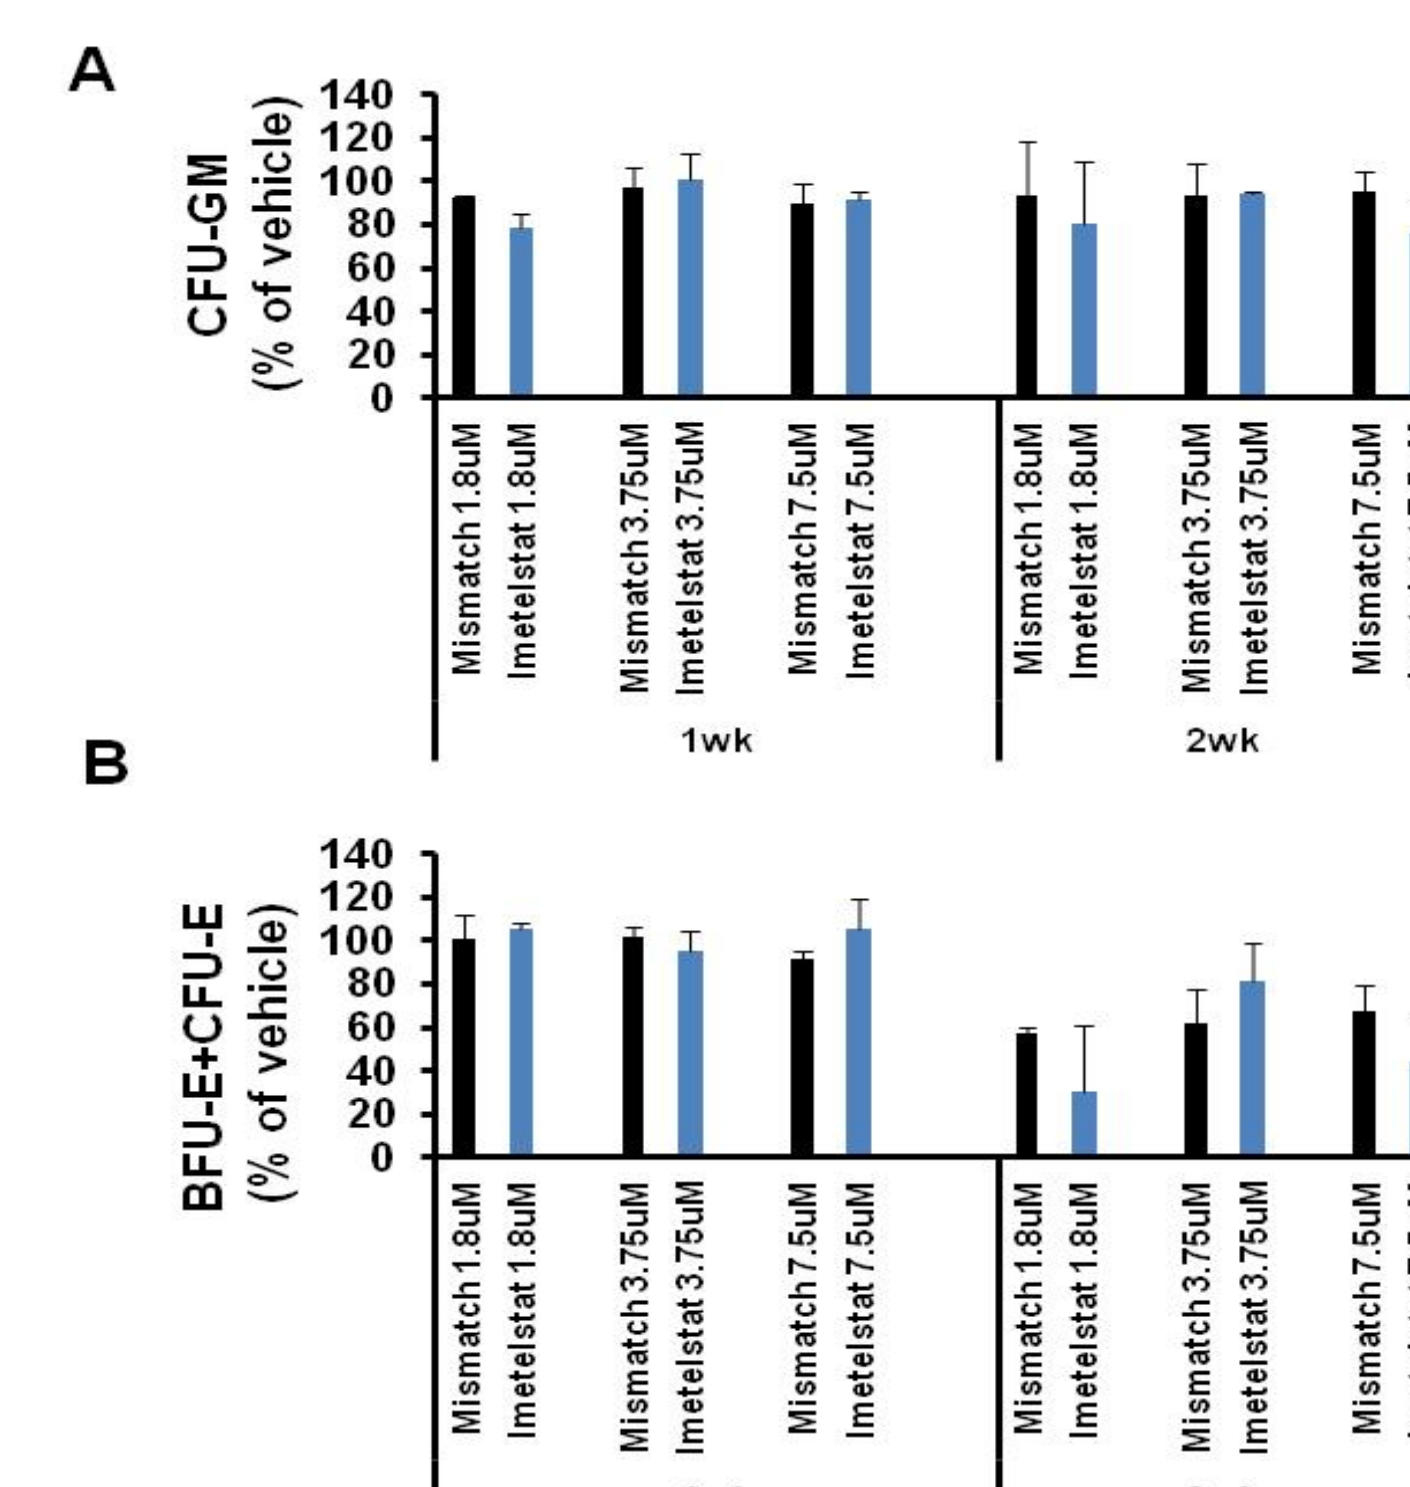 A
CFU-GM
(% of vehicle)
140
120
100
80
60
40
20
0
Mismatch 1.8uM
Imetelstat 1.8uM
Mismatch 3.75uM
Imetelstat 3.75uM
Mismatch 7.5uM
Imetelstat 7.5uM
Mismatch 1.8uM
Imetelstat 1.8uM
Mismatch 3.75uM
Imetelstat 3.75uM
Mismatch 7.5uM
1wk
2wk
B
BFU-E+CFU-E
(% of vehicle)
140
120
100
80
60
40
20
0
Mismatch 1.8uM
Imetelstat 1.8uM
Mismatch 3.75uM
Imetelstat 3.75uM
Mismatch 7.5uM
Imetelstat 7.5uM
Mismatch 1.8uM
Imetelstat 1.8uM
Mismatch 3.75uM
Imetelstat 3.75uM
Mismatch 7.5uM